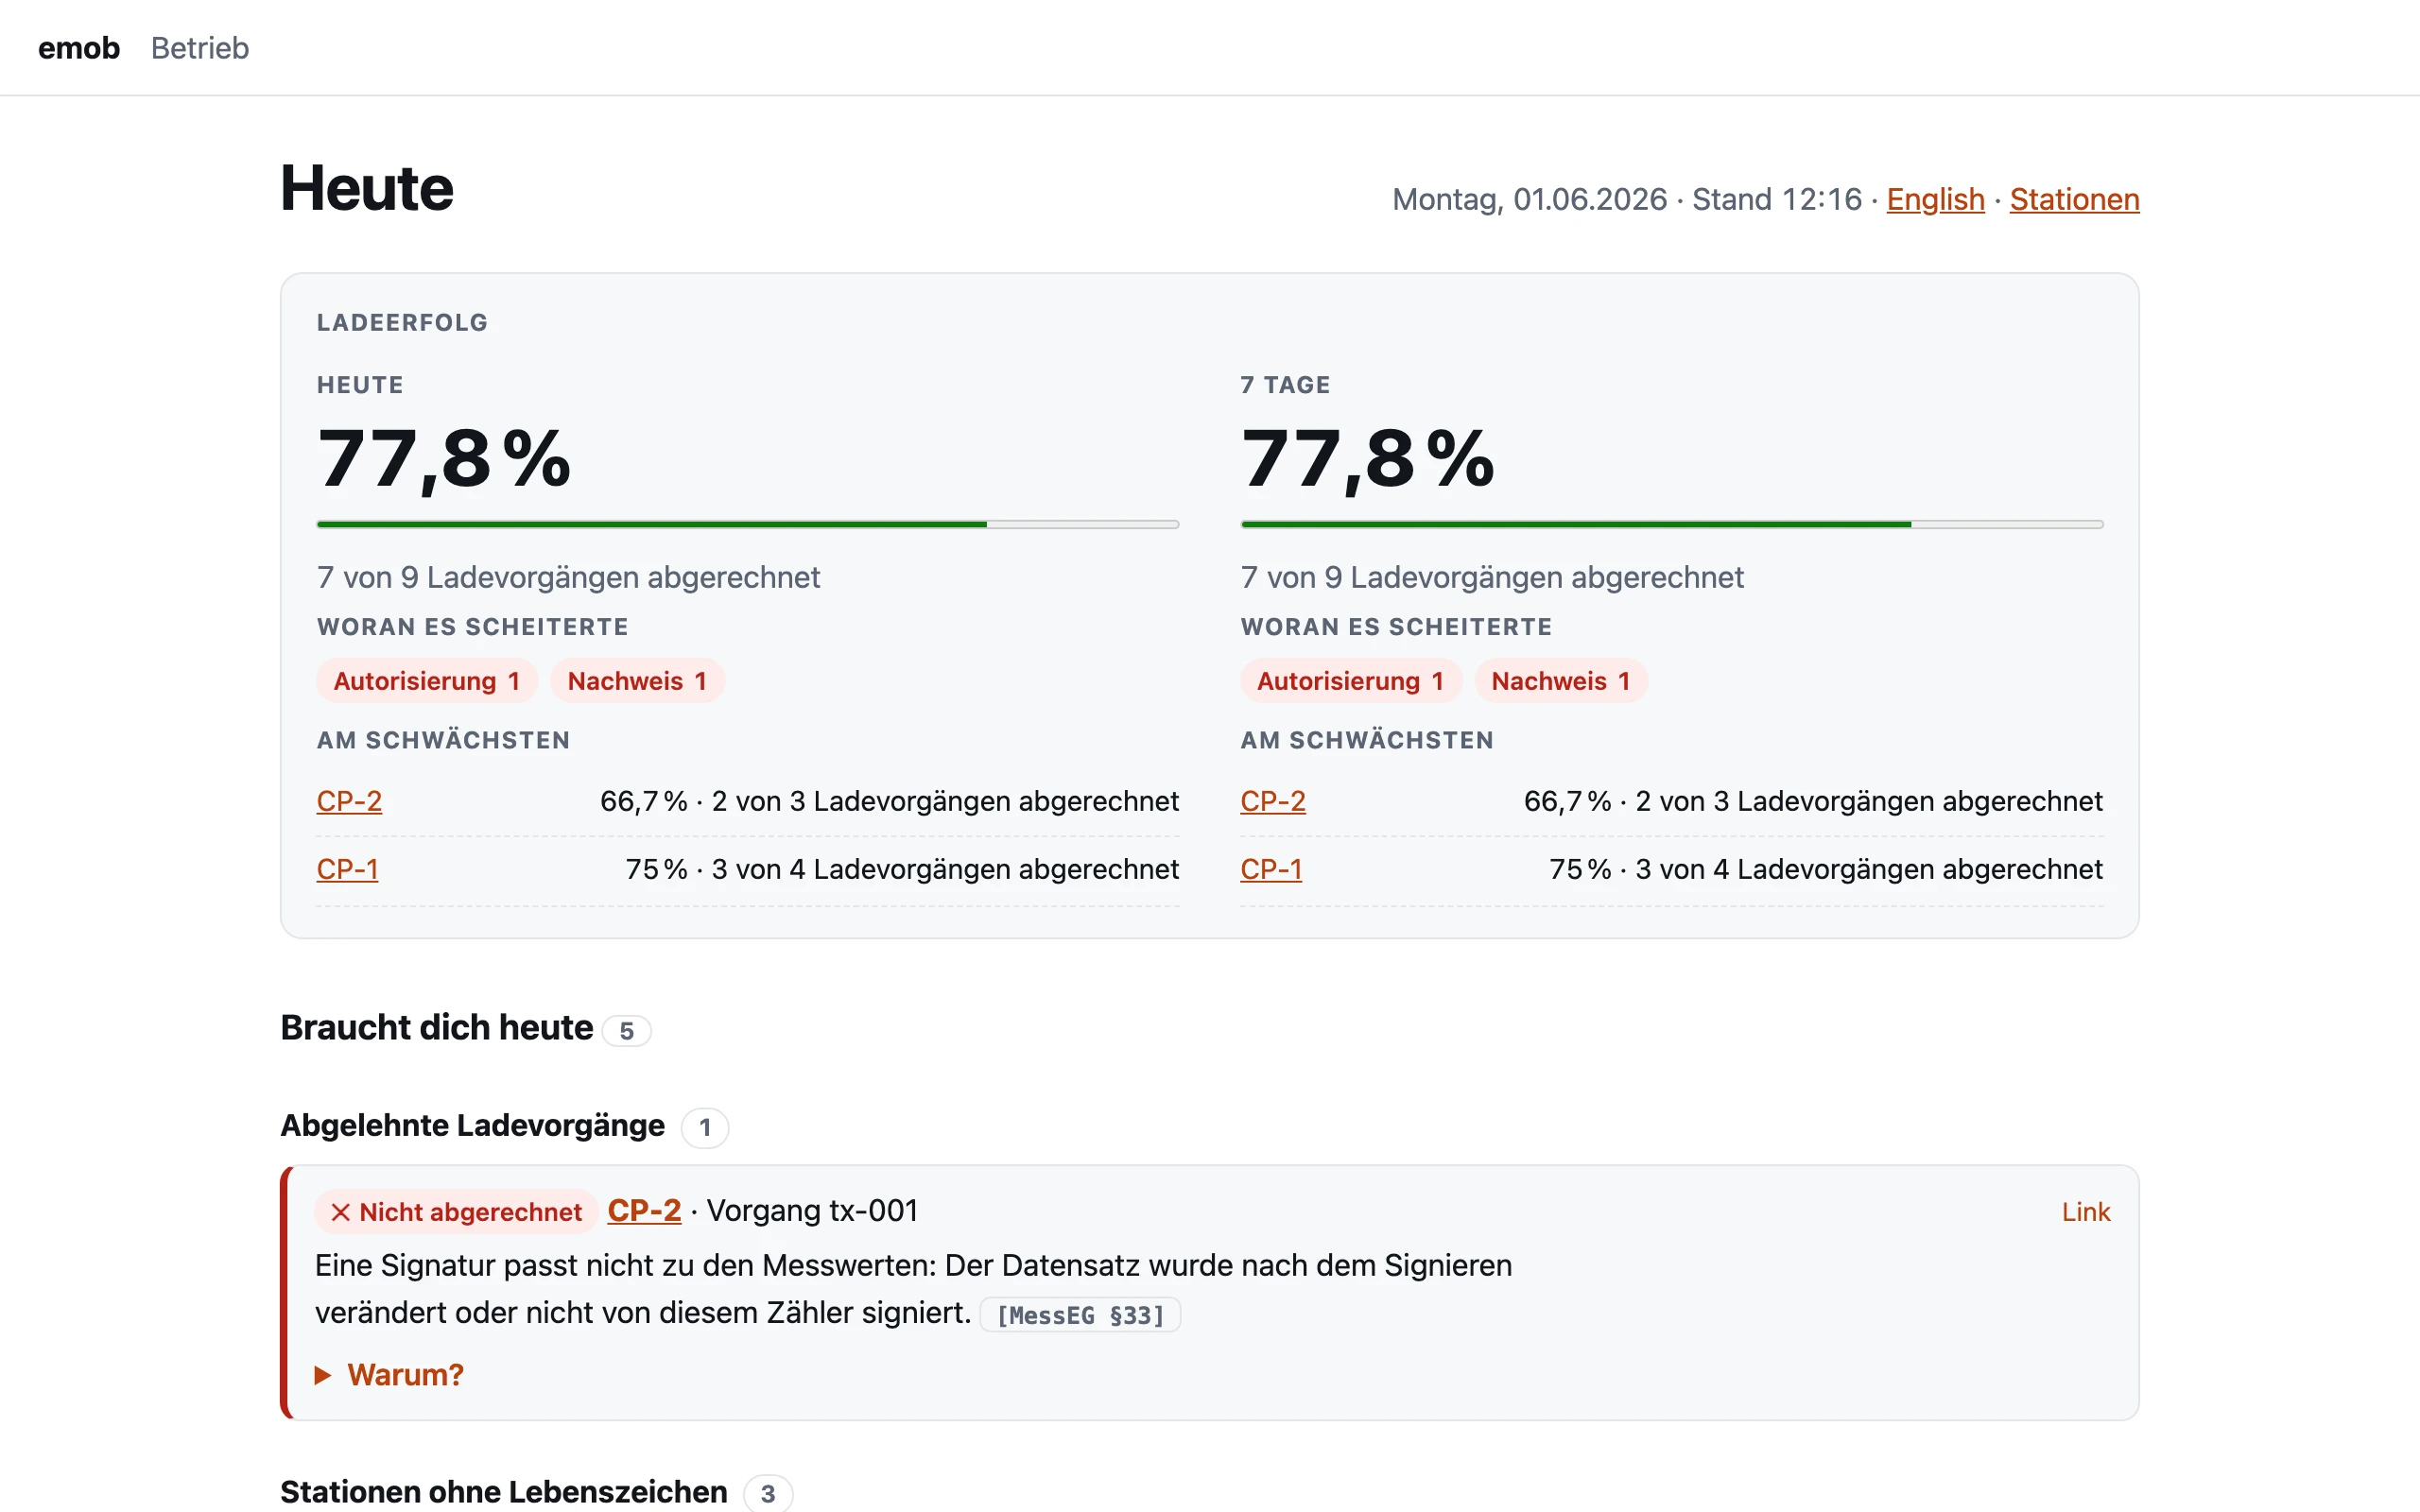 emob Betrieb
Heute
Montag, 01.06.2026 · Stand 12:16 · English · Stationen
LADEERFOLG
HEUTE
77,8 %
7 von 9 Ladevorgängen abgerechnet
WORAN ES SCHEITERTE
Autorisierung 1 Nachweis 1
AM SCHWÄCHSTEN
CP-2 66,7 % · 2 von 3 Ladevorgängen abgerechnet
CP-1 75 % · 3 von 4 Ladevorgängen abgerechnet
7 TAGE
77,8 %
7 von 9 Ladevorgängen abgerechnet
WORAN ES SCHEITERTE
Autorisierung 1 Nachweis 1
AM SCHWÄCHSTEN
CP-2 66,7 % · 2 von 3 Ladevorgängen abgerechnet
CP-1 75 % · 3 von 4 Ladevorgängen abgerechnet
Braucht dich heute 5
Abgelehnte Ladevorgänge 1
✕ Nicht abgerechnet CP-2 · Vorgang tx-001 Link
Eine Signatur passt nicht zu den Messwerten: Der Datensatz wurde nach dem Signieren
verändert oder nicht von diesem Zähler signiert. [MessEG §33]
▶ Warum?
Stationen ohne Lebenszeichen 3